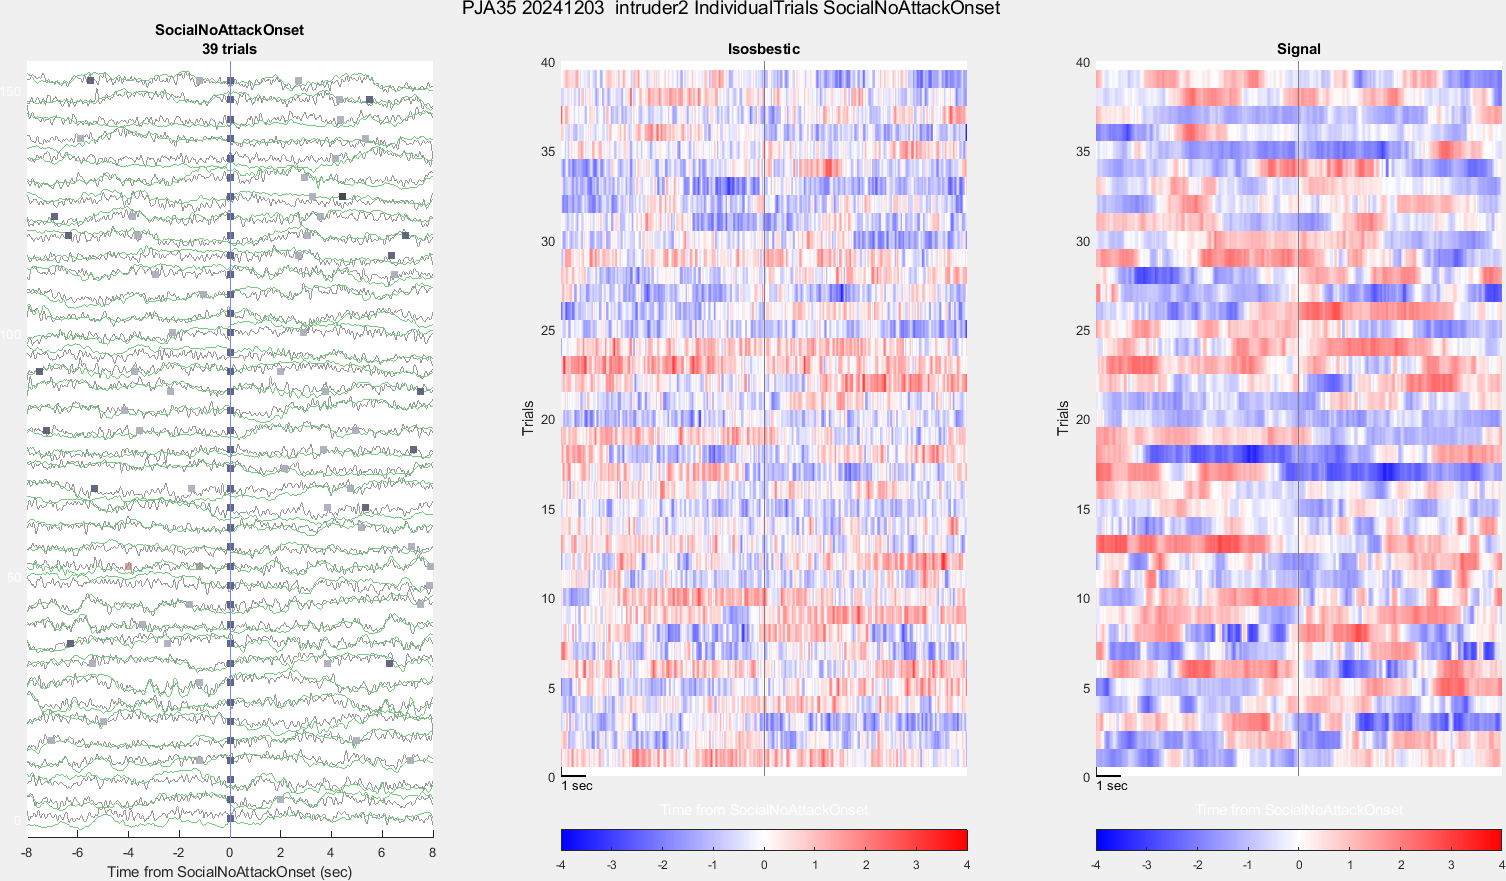 PJA35 20241203  intruder2 IndividualTrials SocialNoAttackOnset
SocialNoAttackOnset
39 trials
150
100
50
0
-8 -6 -4 -2 0 2 4 6 8
Time from SocialNoAttackOnset (sec)
Isosbestic
40
35
30
25
20
15
10
5
0
Trials
1 sec
Time from SocialNoAttackOnset
-4 -3 -2 -1 0 1 2 3 4
Signal
40
35
30
25
20
15
10
5
0
Trials
1 sec
Time from SocialNoAttackOnset
-4 -3 -2 -1 0 1 2 3 4